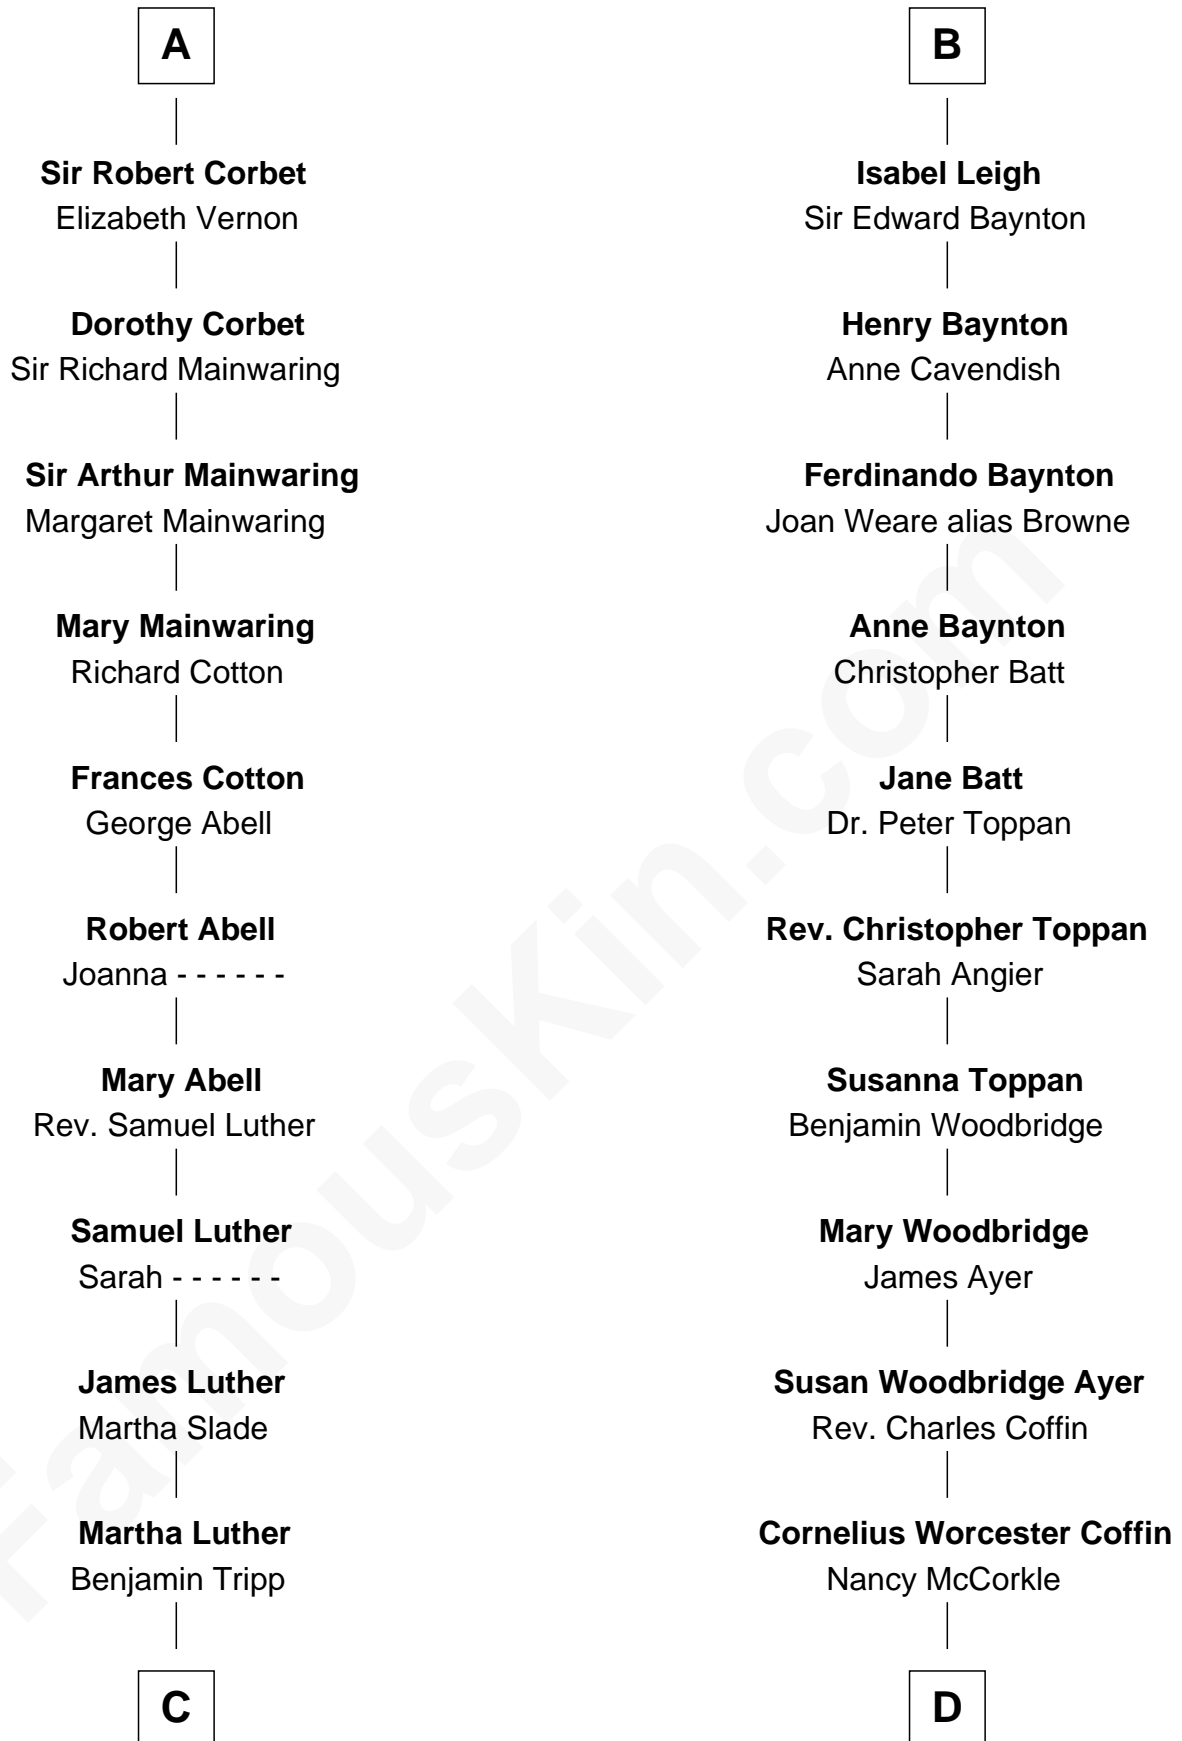 A
Sir Robert Corbet
Elizabeth Vernon
Dorothy Corbet
Sir Richard Mainwaring
Sir Arthur Mainwaring
Margaret Mainwaring
Mary Mainwaring
Richard Cotton
Frances Cotton
George Abell
Robert Abell
Joanna - - - - - -
Mary Abell
Rev. Samuel Luther
Samuel Luther
Sarah - - - - - -
James Luther
Martha Slade
Martha Luther
Benjamin Tripp
C
B
Isabel Leigh
Sir Edward Baynton
Henry Baynton
Anne Cavendish
Ferdinando Baynton
Joan Weare alias Browne
Anne Baynton
Christopher Batt
Jane Batt
Dr. Peter Toppan
Rev. Christopher Toppan
Sarah Angier
Susanna Toppan
Benjamin Woodbridge
Mary Woodbridge
James Ayer
Susan Woodbridge Ayer
Rev. Charles Coffin
Cornelius Worcester Coffin
Nancy McCorkle
D
FamousKin.com